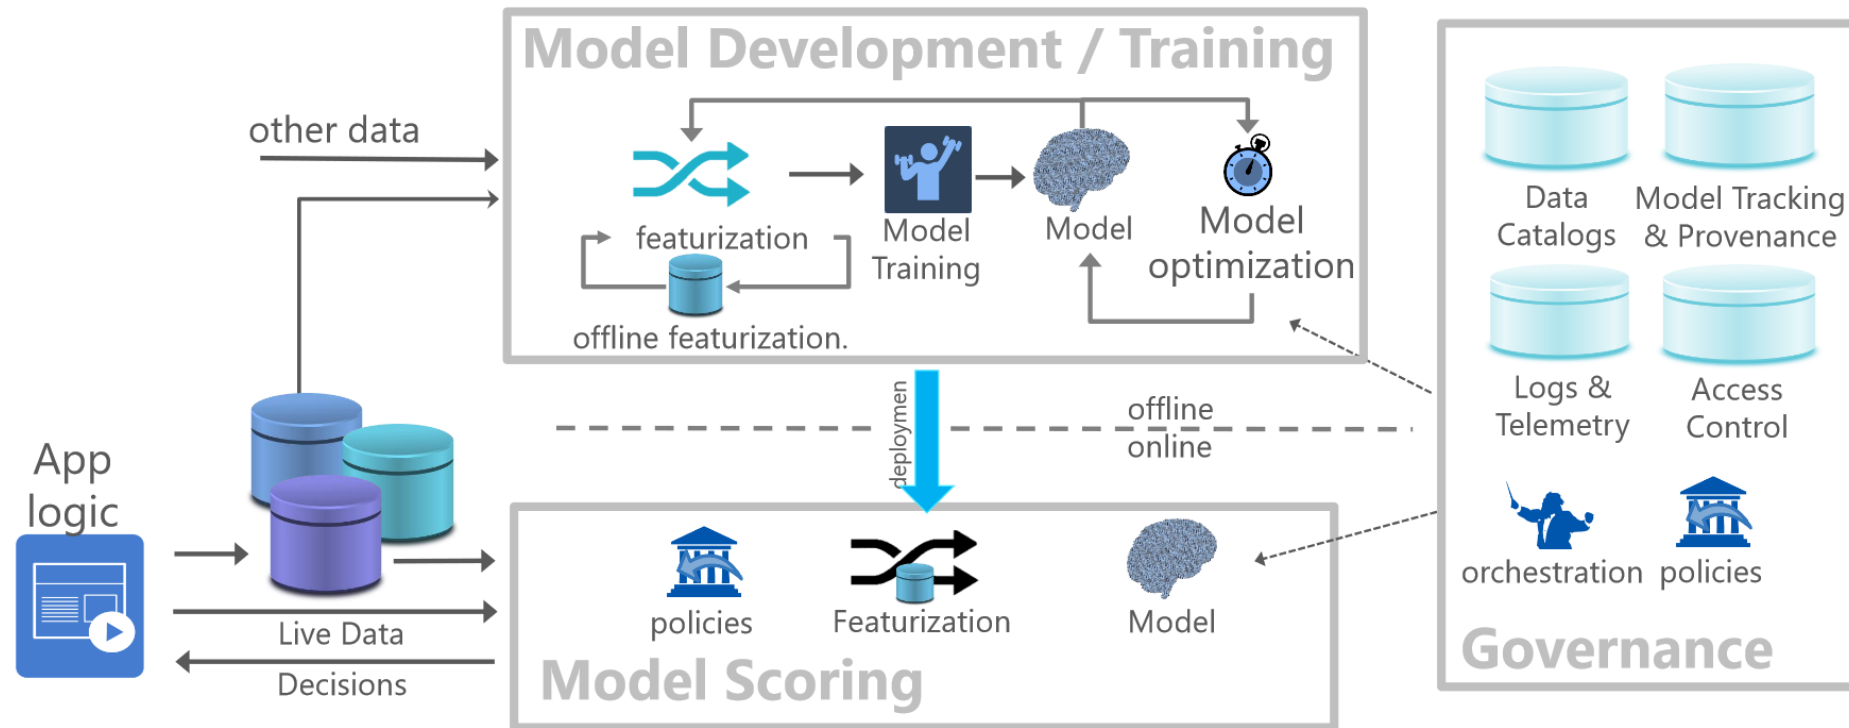 Model Development / Training
other data
featurization
Model
Training
Model
Model
optimization
offline featurization.
deploymen
offline
online
App
logic
Live Data
Decisions
policies
Featurization
Model
Model Scoring
Data
Catalogs
Model Tracking
& Provenance
Logs &
Telemetry
Access
Control
orchestration
policies
Governance